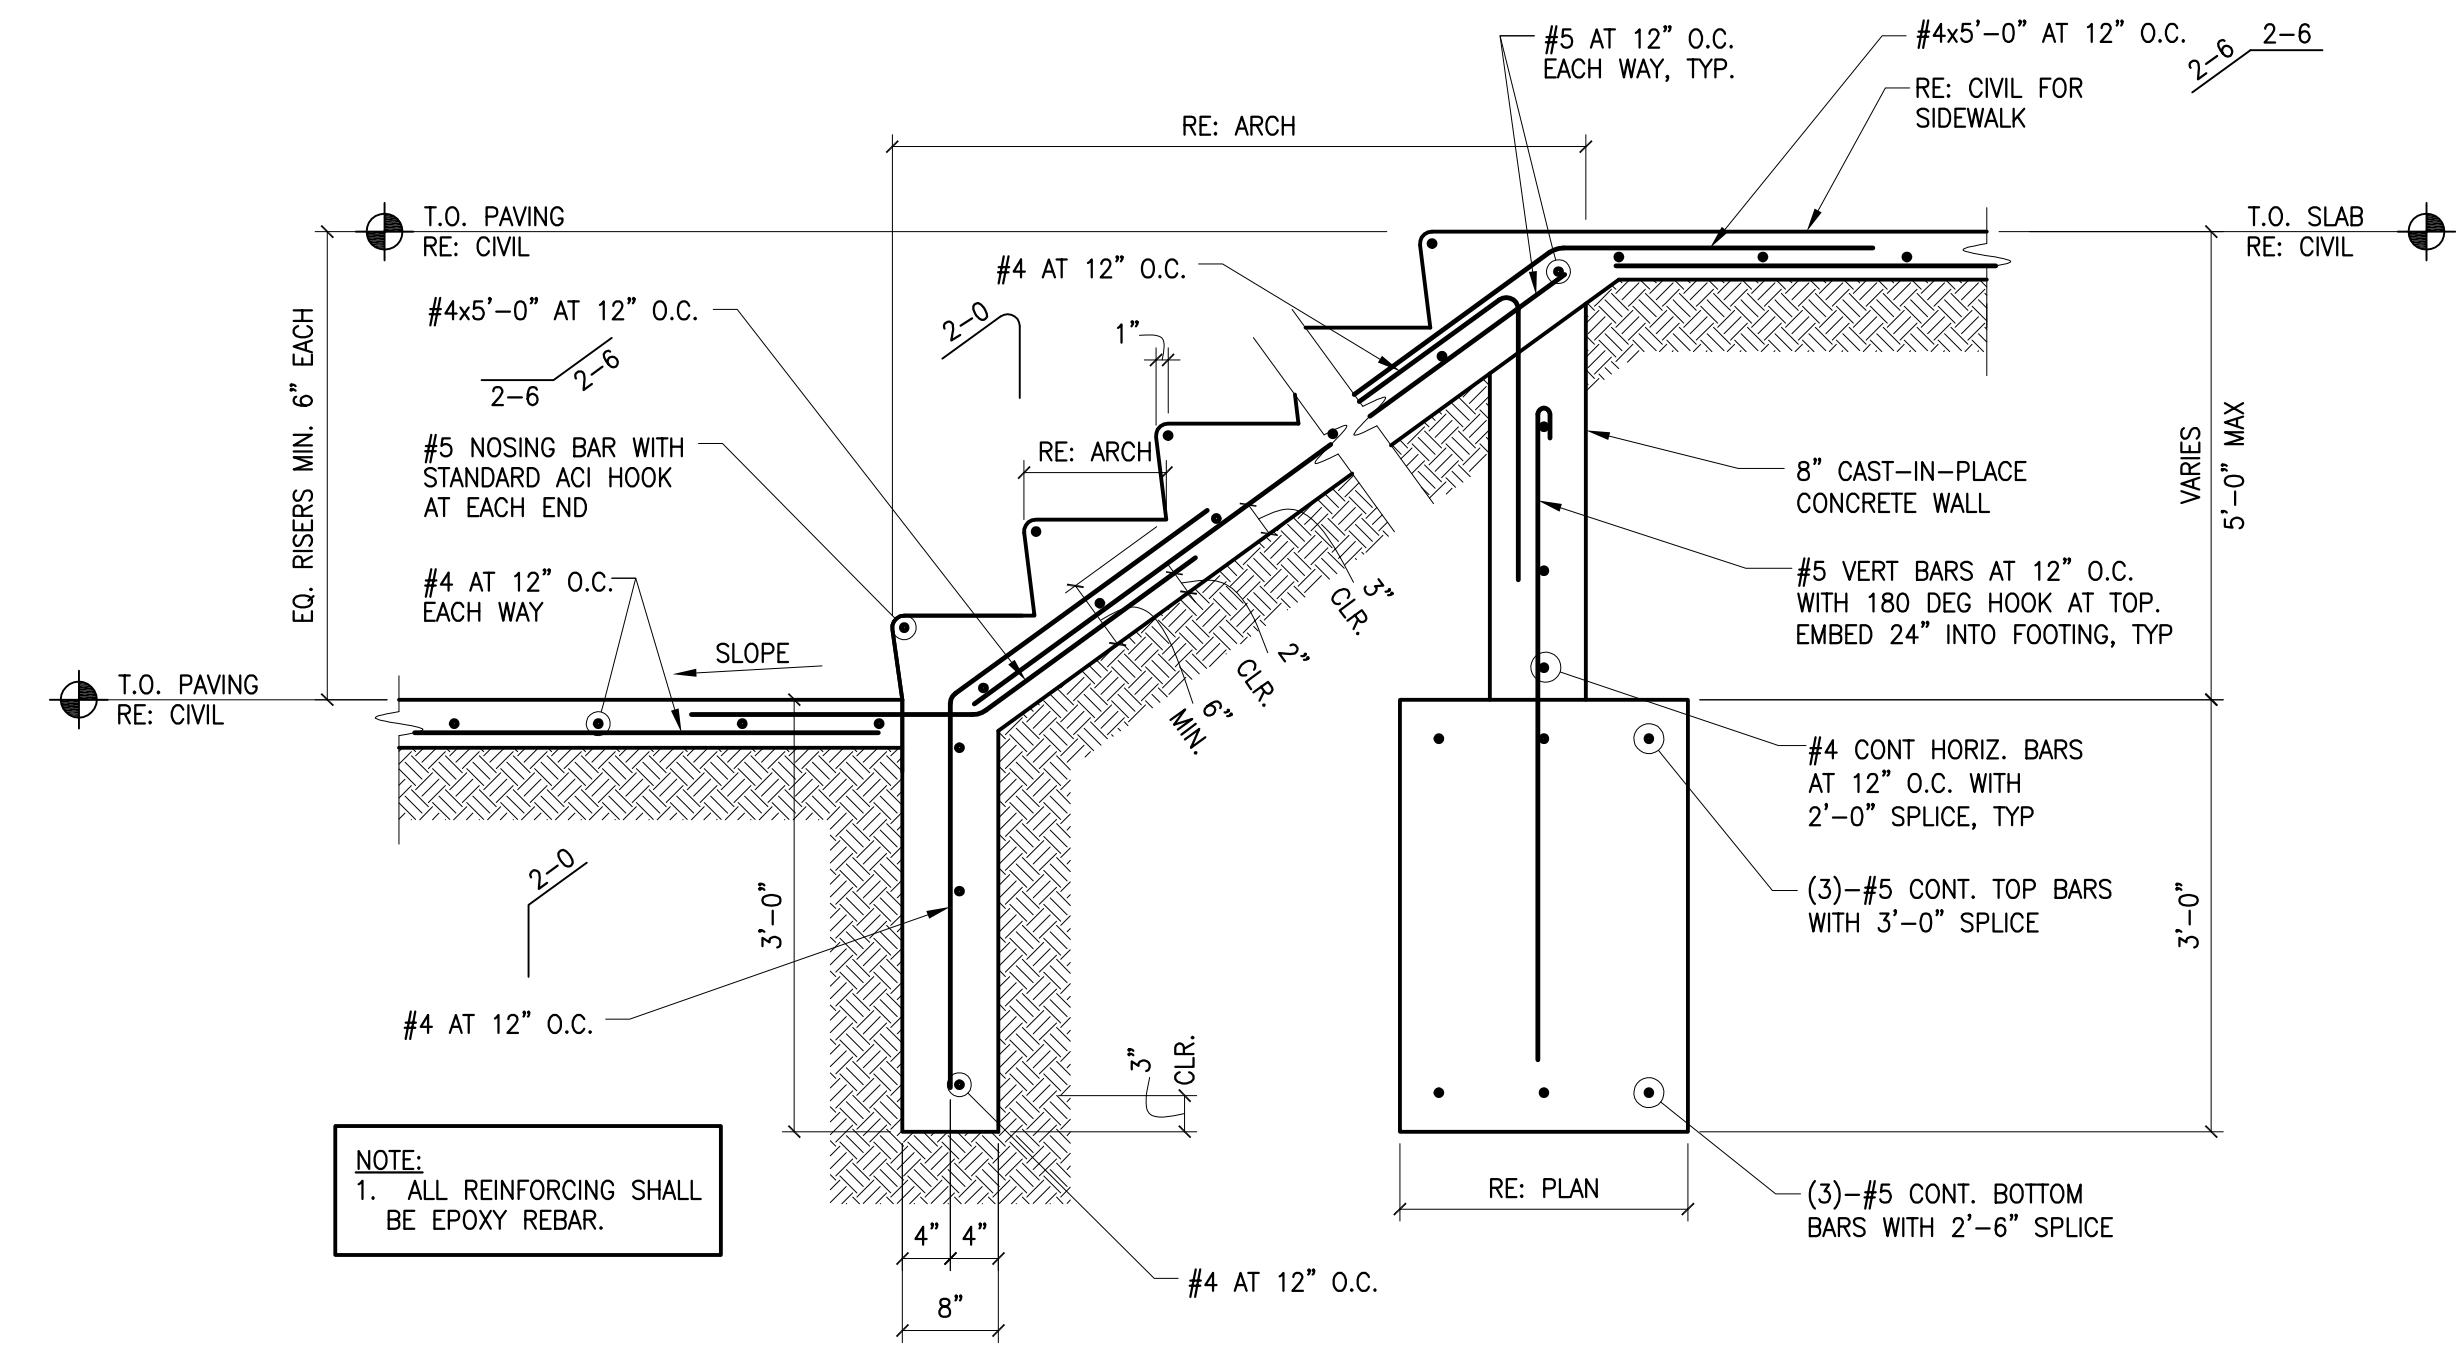 #5 AT 12” O.C.
EACH WAY, TYP.
#4x5'-0” AT 12” O.C.
2-6
2-6
RE: CIVIL FOR
SIDEWALK
RE: ARCH
T.O. PAVING
RE: CIVIL
T.O. SLAB
RE: CIVIL
#4 AT 12” O.C.
#4x5'-0” AT 12” O.C.
2-6
2-6
2-0
1”
EQ. RISERS MIN. 6” EACH
#5 NOSING BAR WITH
STANDARD ACI HOOK
AT EACH END
RE: ARCH
8” CAST-IN-PLACE
CONCRETE WALL
VARIES
5'-0” MAX
#4 AT 12” O.C.
EACH WAY
SLOPE
3”
CLR.
2”
CLR.
6”
MIN.
#5 VERT BARS AT 12” O.C.
WITH 180 DEG HOOK AT TOP.
EMBED 24” INTO FOOTING, TYP
T.O. PAVING
RE: CIVIL
#4 CONT HORIZ. BARS
AT 12” O.C. WITH
2'-0” SPLICE, TYP
2-0
3'-0”
(3)-#5 CONT. TOP BARS
WITH 3'-0” SPLICE
3'-0”
#4 AT 12” O.C.
3”
CLR.
NOTE:
1. ALL REINFORCING SHALL
BE EPOXY REBAR.
RE: PLAN
(3)-#5 CONT. BOTTOM
BARS WITH 2'-6” SPLICE
4”
4”
8”
#4 AT 12” O.C.